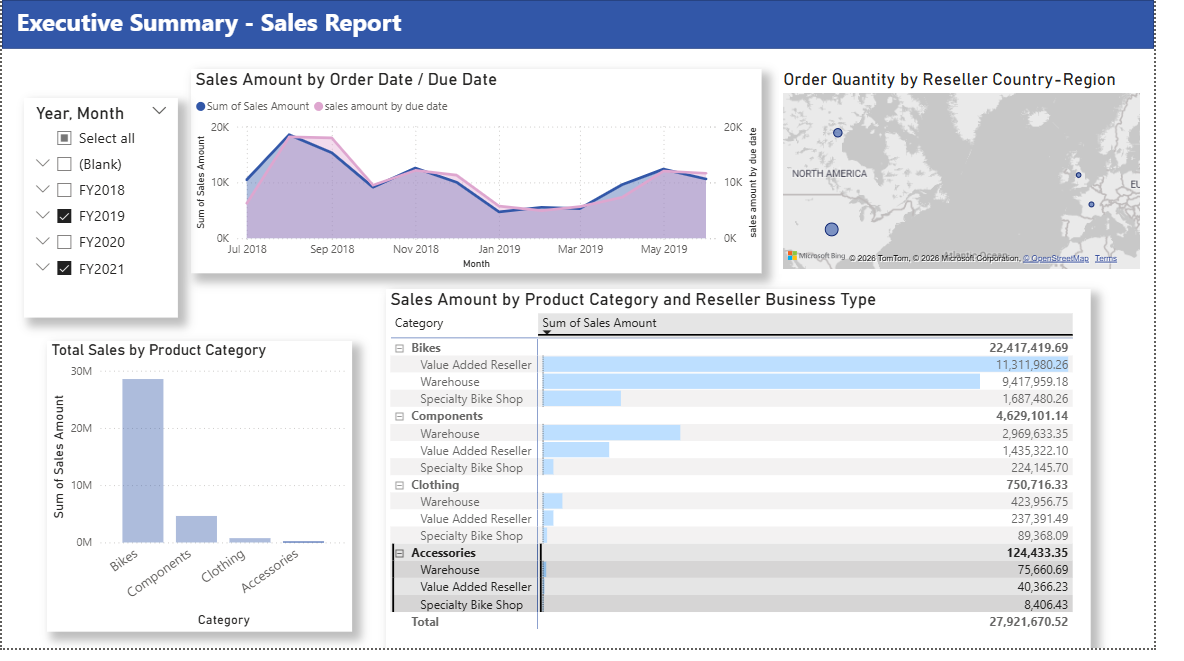 Executive Summary - Sales Report
Year, Month
Select all
(Blank)
FY2018
FY2019
FY2020
FY2021
Sales Amount by Order Date / Due Date
Sum of Sales Amount sales amount by due date
Sum of Sales Amount
20K
10K
0K
20K
10K
0K
sales amount by due date
Jul 2018 Sep 2018 Nov 2018 Jan 2019 Mar 2019 May 2019
Month
Order Quantity by Reseller Country-Region
NORTH AMERICA
EU
Atlantic Ocean
Microsoft Bing © 2026 TomTom, © 2026 Microsoft Corporation, © OpenStreetMap Terms
Total Sales by Product Category
Sum of Sales Amount
30M
20M
10M
0M
Bikes Components Clothing Accessories
Category
Sales Amount by Product Category and Reseller Business Type
Category Sum of Sales Amount
Bikes 22,417,419.69
Value Added Reseller 11,311,980.26
Warehouse 9,417,959.18
Specialty Bike Shop 1,687,480.26
Components 4,629,101.14
Warehouse 2,969,633.35
Value Added Reseller 1,435,322.10
Specialty Bike Shop 224,145.70
Clothing 750,716.33
Warehouse 423,956.75
Value Added Reseller 237,391.49
Specialty Bike Shop 89,368.09
Accessories 124,433.35
Warehouse 75,660.69
Value Added Reseller 40,366.23
Specialty Bike Shop 8,406.43
Total 27,921,670.52